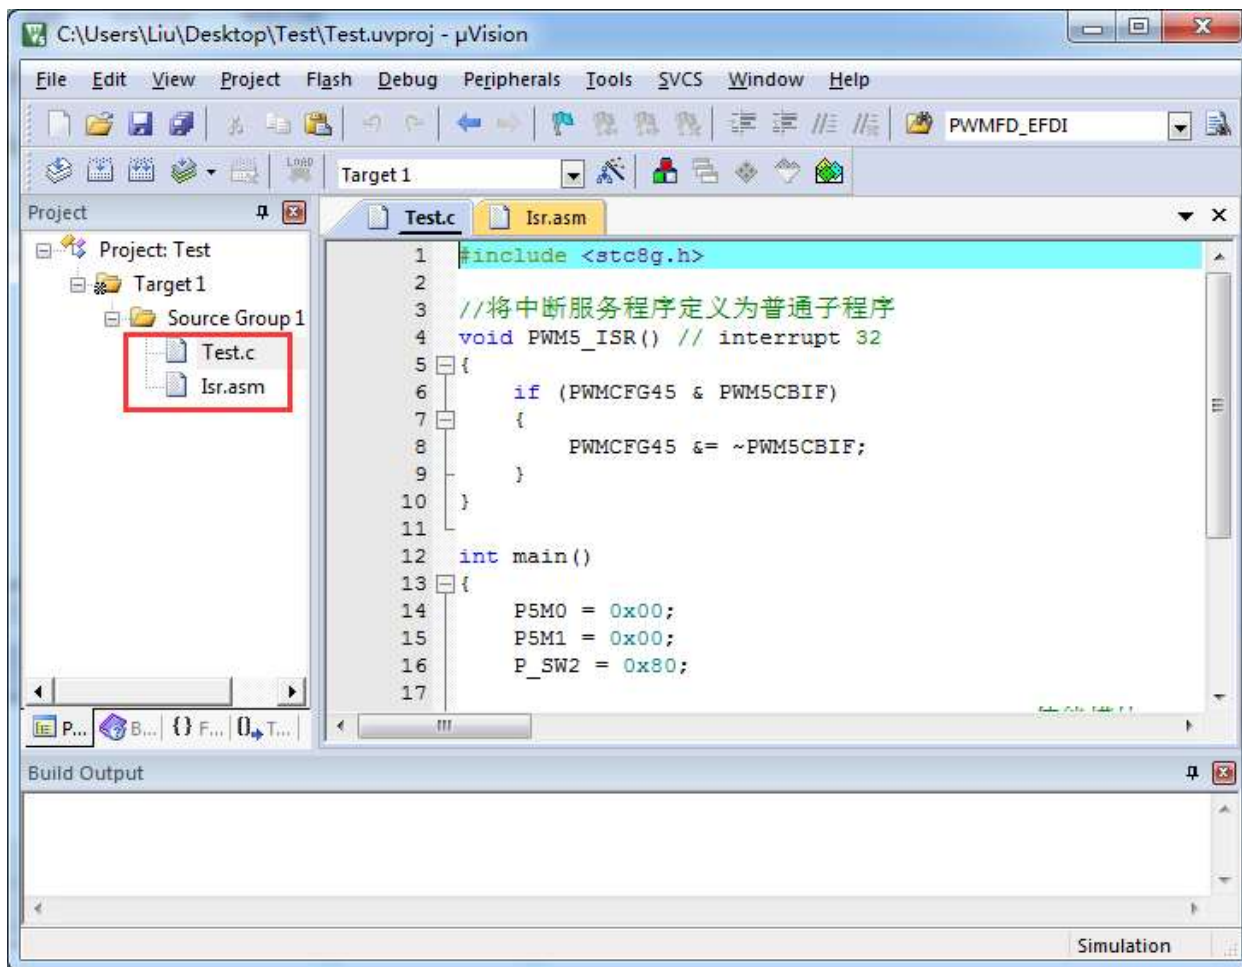 C:\Users\Liu\Desktop\Test\Test.uvproj - µVision
File Edit View Project Flash Debug Peripherals Tools SVCS Window Help
PWMFD_EFDI
LOAD
Target 1
Project
Test.c Isr.asm
Project: Test
Target 1
Source Group 1
Test.c
Isr.asm
1 #include <stc8g.h>
2
3 //将中断服务程序定义为普通子程序
4 void PWM5_ISR() // interrupt 32
5 {
6 if (PWMCFG45 & PWM5CBIF)
7 {
8 PWMCFG45 &= ~PWM5CBIF;
9 }
10 }
11
12 int main()
13 {
14 P5M0 = 0x00;
15 P5M1 = 0x00;
16 P_SW2 = 0x80;
17
P... B... {} F... 0 T...
Build Output
Simulation